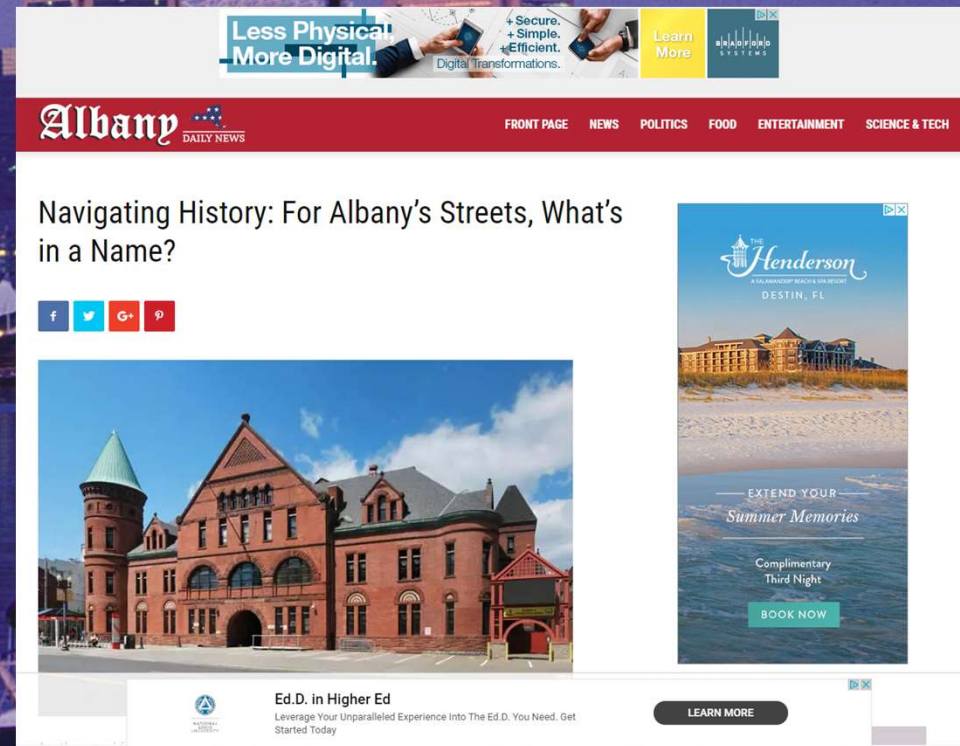 Less Physical,
More Digital.
+ Secure.
+ Simple.
+ Efficient.
Digital Transformations.
Learn
More
BRADFORD
SYSTEMS
Albany
DAILY NEWS
FRONT PAGE NEWS POLITICS FOOD ENTERTAINMENT SCIENCE & TECH
Navigating History: For Albany's Streets, What's
in a Name?
f G+
THE
Henderson
A SALAMANDER BEACH & SPA RESORT
DESTIN, FL
EXTEND YOUR
Summer Memories
Complimentary
Third Night
BOOK NOW
NATIONAL
LOUIS
UNIVERSITY
Ed.D. in Higher Ed
Leverage Your Unparalleled Experience Into The Ed.D. You Need. Get
Started Today
LEARN MORE